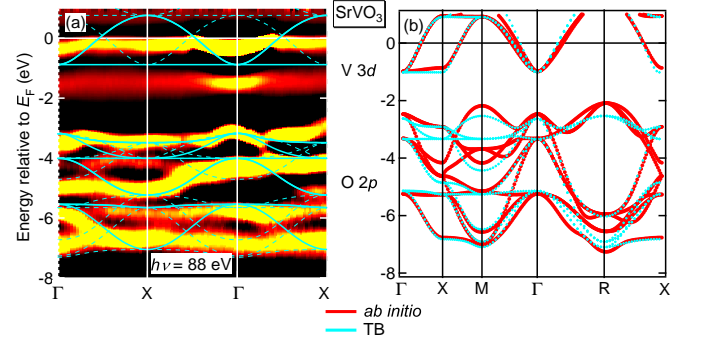 SrVO₃
(a)
(b)
Energy relative to E_F (eV)
0
-2
-4
-6
-8
hν = 88 eV
Γ X Γ X
0
V 3d
-2
-4
O 2p
-6
-8
Γ X M Γ R X
ab initio
TB